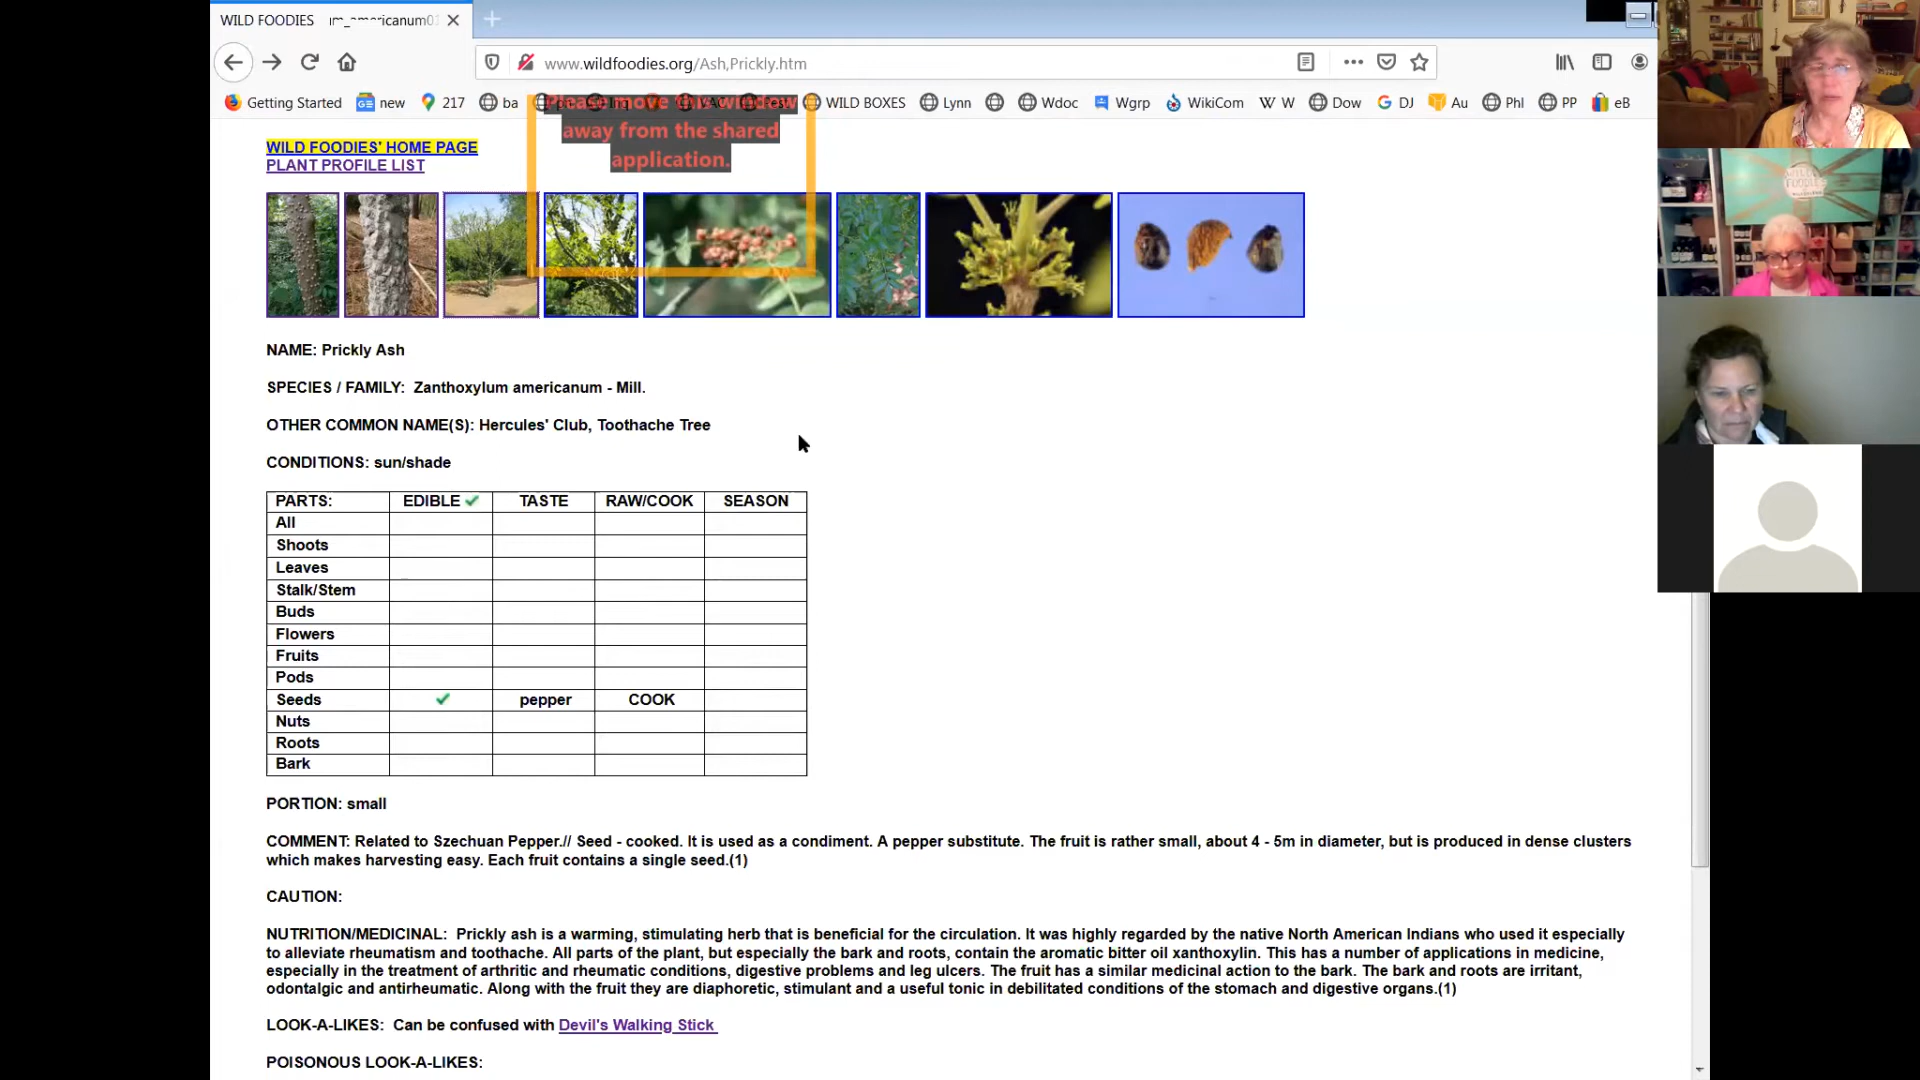 WILD FOODIES
www.wildfoodies.org/Ash,Prickly.htm
Getting Started new 217 ba WILD BOXES Lynn Wdoc Wgrp WikiCom W W Dow DJ Au Phl PP eB
Please move window
away from the shared
application.
WILD FOODIES' HOME PAGE
PLANT PROFILE LIST
NAME: Prickly Ash
SPECIES / FAMILY: Zanthoxylum americanum - Mill.
OTHER COMMON NAME(S): Hercules' Club, Toothache Tree
CONDITIONS: sun/shade
PARTS: EDIBLE ✓ TASTE RAW/COOK SEASON
All
Shoots
Leaves
Stalk/Stem
Buds
Flowers
Fruits
Pods
Seeds ✓ pepper COOK
Nuts
Roots
Bark
PORTION: small
COMMENT: Related to Szechuan Pepper.// Seed - cooked. It is used as a condiment. A pepper substitute. The fruit is rather small, about 4 - 5m in diameter, but is produced in dense clusters
which makes harvesting easy. Each fruit contains a single seed.(1)
CAUTION:
NUTRITION/MEDICINAL: Prickly ash is a warming, stimulating herb that is beneficial for the circulation. It was highly regarded by the native North American Indians who used it especially
to alleviate rheumatism and toothache. All parts of the plant, but especially the bark and roots, contain the aromatic bitter oil xanthoxylin. This has a number of applications in medicine,
especially in the treatment of arthritic and rheumatic conditions, digestive problems and leg ulcers. The fruit has a similar medicinal action to the bark. The bark and roots are irritant,
odontalgic and antirheumatic. Along with the fruit they are diaphoretic, stimulant and a useful tonic in debilitated conditions of the stomach and digestive organs.(1)
LOOK-A-LIKES: Can be confused with Devil's Walking Stick
POISONOUS LOOK-A-LIKES: